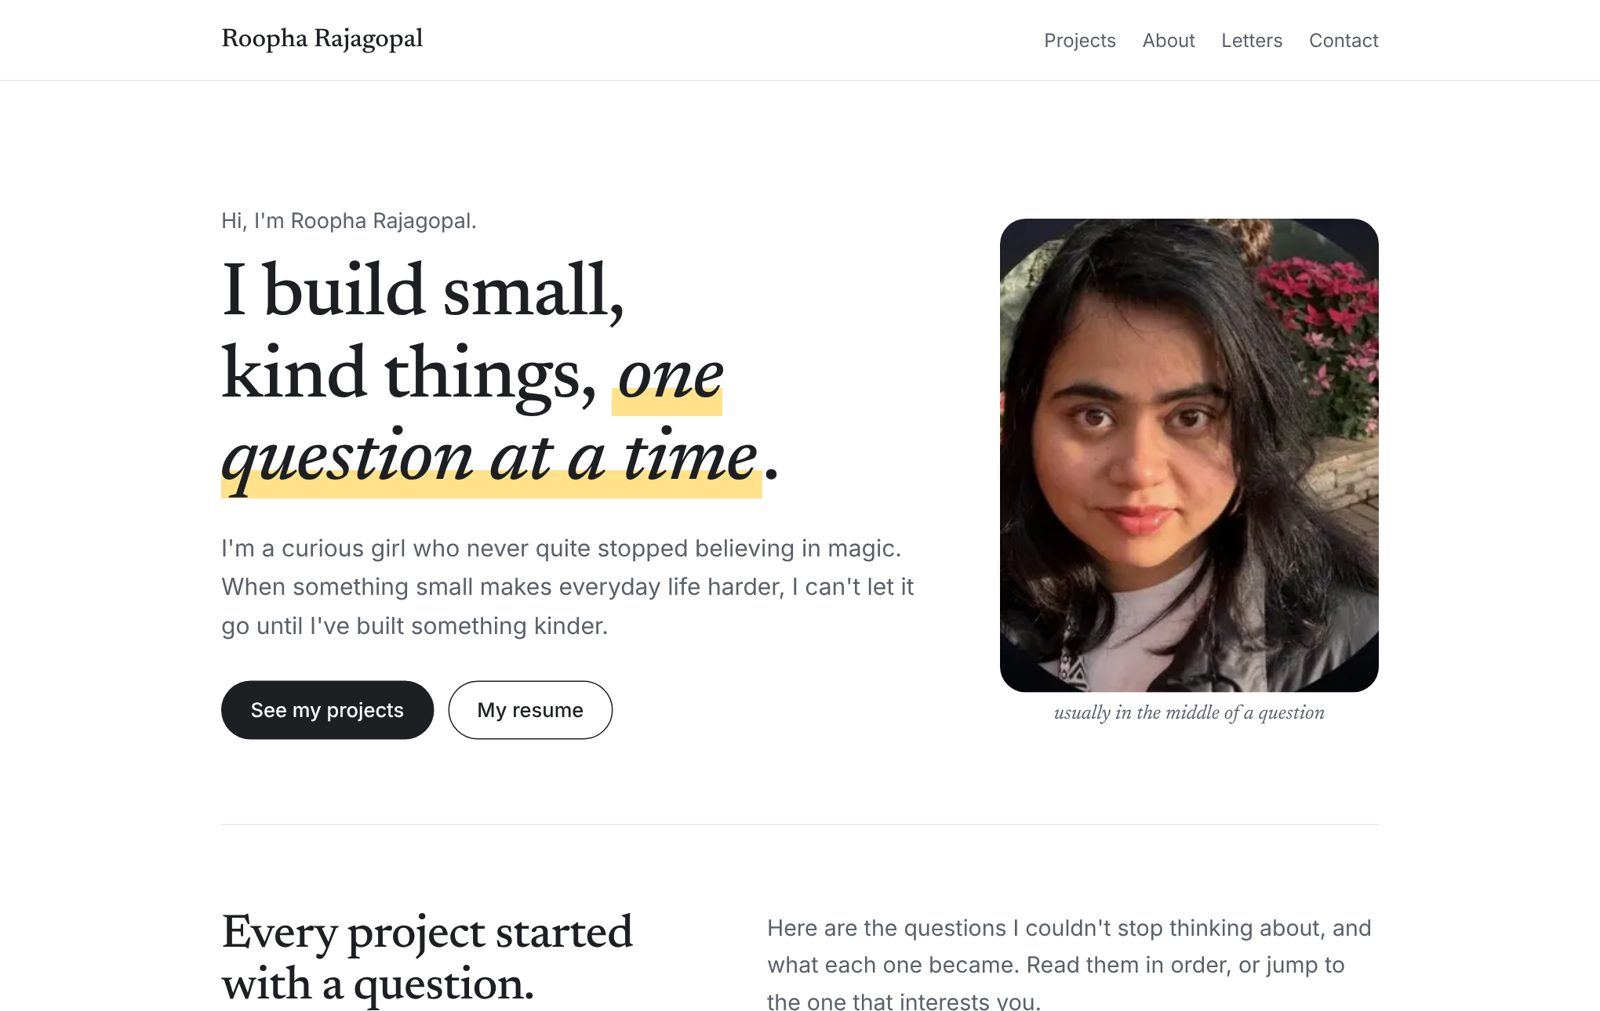 Roopha Rajagopal
Projects About Letters Contact
Hi, I'm Roopha Rajagopal.
I build small,
kind things, one
question at a time.
I'm a curious girl who never quite stopped believing in magic.
When something small makes everyday life harder, I can't let it
go until I've built something kinder.
See my projects
My resume
usually in the middle of a question
Every project started
with a question.
Here are the questions I couldn't stop thinking about, and
what each one became. Read them in order, or jump to
the one that interests you.